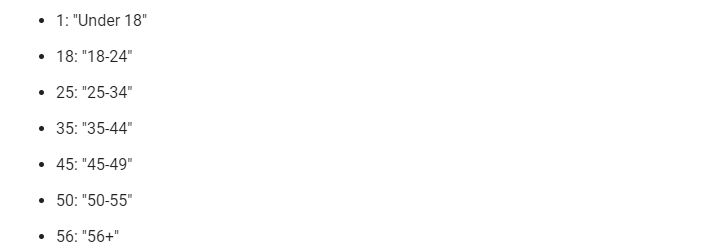 • 1: "Under 18"
• 18: "18-24"
• 25: "25-34"
• 35: "35-44"
• 45: "45-49"
• 50: "50-55"
• 56: "56+"